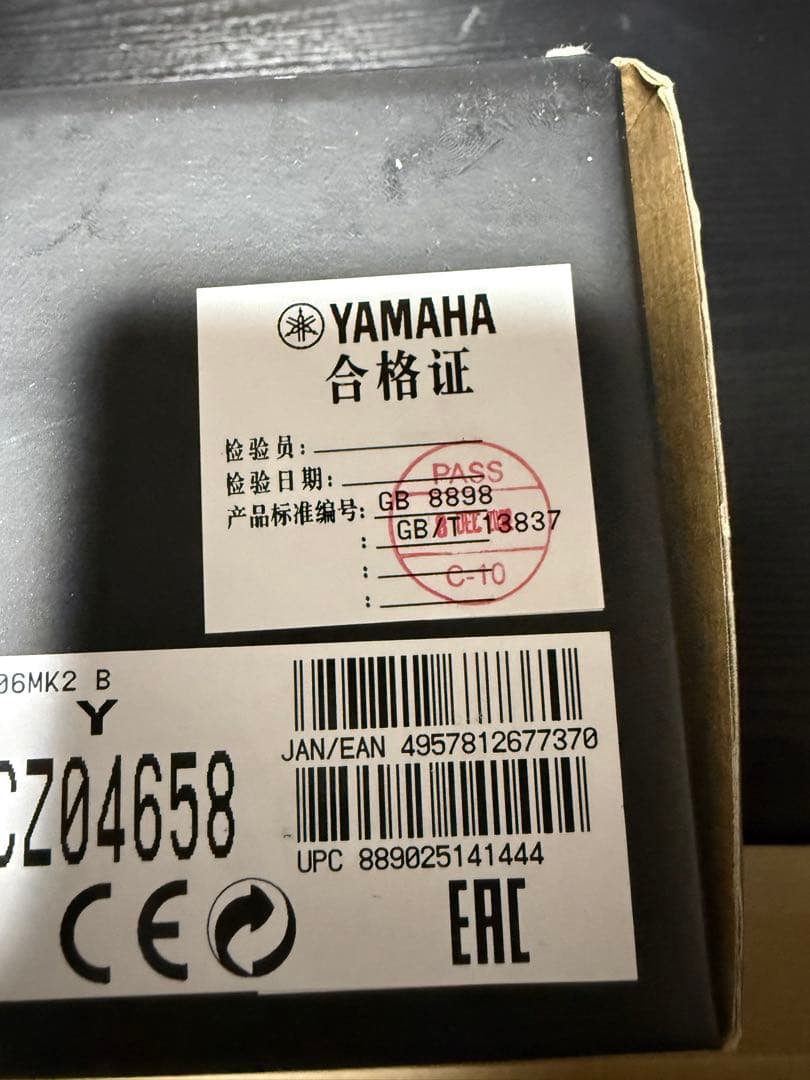 YAMAHA
合格证
检验员:
检验日期:
产品标准编号: GB 8898
: GB/T 13837
:
:
PASS
DEC
C-10
06MK2 B
Y
CZ04658
JAN/EAN 4957812677370
UPC 889025141444
CE
EAC